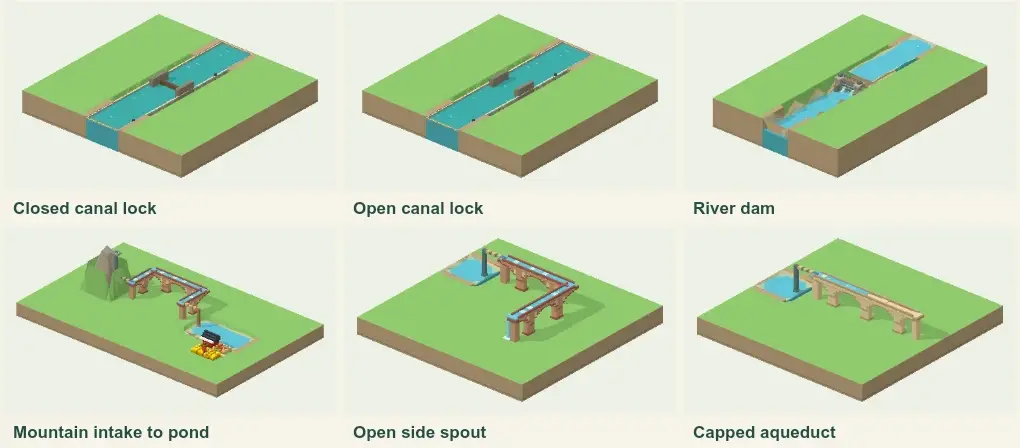 Closed canal lock
Open canal lock
River dam
Mountain intake to pond
Open side spout
Capped aqueduct